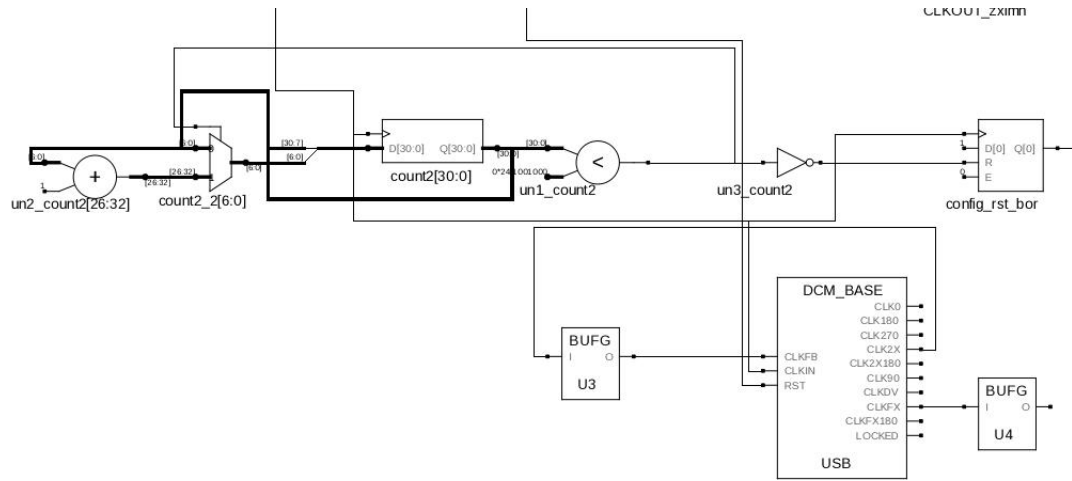 [30:7]
[30:0]
D[30:0] Q[30:0]
[6:0]
[30:0]
<
D[0] Q[0]
1
R
0
E
[6:0]
0
[26:32]
1
[6:0]
+
1
[26:32]
count2[30:0]
un1_count2
un3_count2
config_rst_bor
un2_count2[26:32]
count2_2[6:0]
DCM_BASE
CLK0
CLK180
CLK270
CLK2X
CLK2X180
CLK90
CLKDV
CLKFX
CLKFX180
LOCKED
CLKFB
CLKIN
RST
USB
BUFG
I O
U3
BUFG
I O
U4